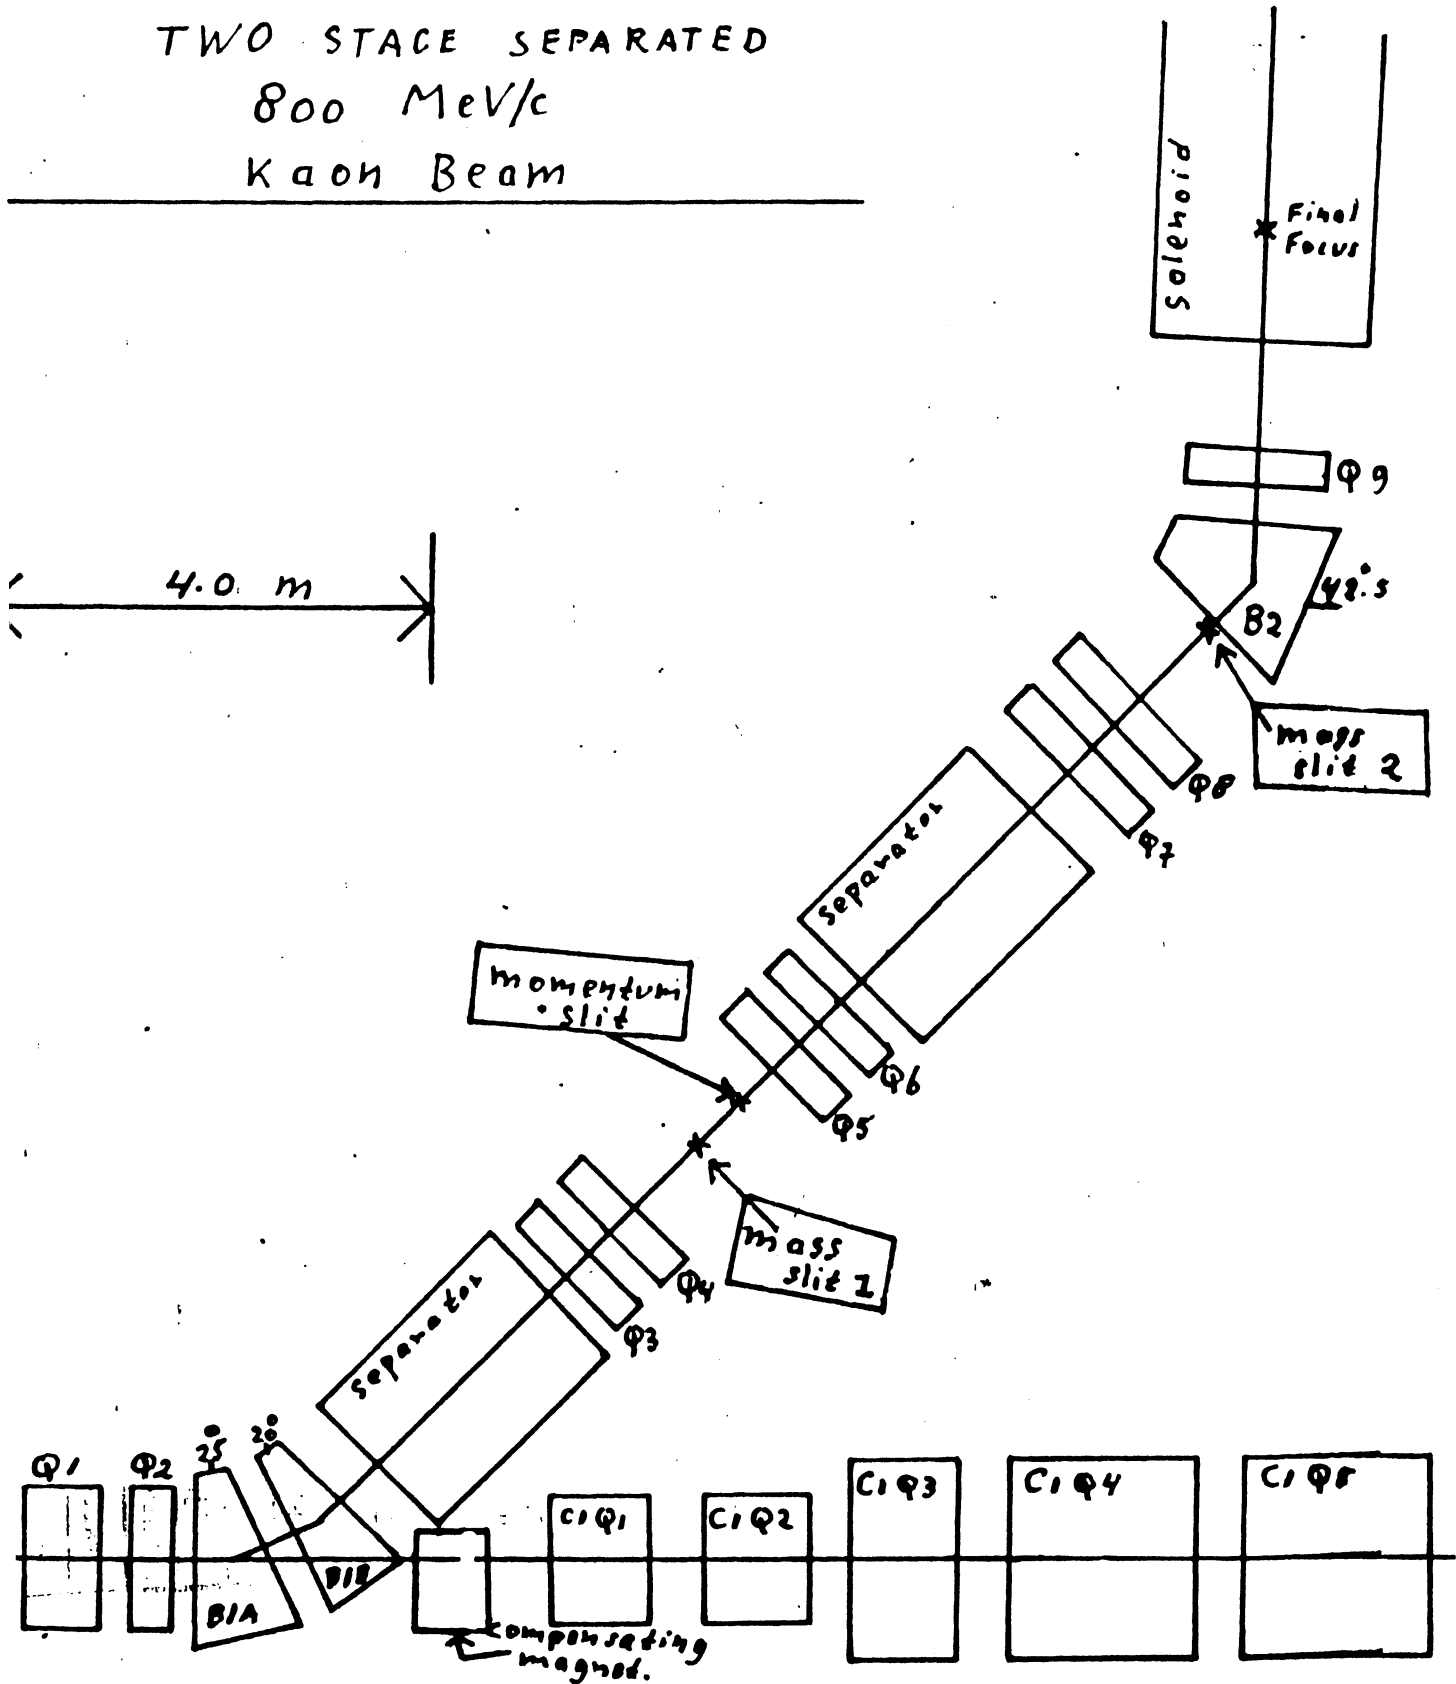 TWO STACE SEPARATED
800 MeV/c
Kaon Beam
Solenoid
Final
Focus
Q9
4.0 m
42.5°
B2
mass
slit 2
Q8
Q7
separator
momentum
slit
Q6
Q5
mass
slit 1
Q4
Q3
separator
25°
20°
Q1
Q2
B1A
B1B
C1Q1
C1Q2
C1Q3
C1Q4
compensating
magnet.